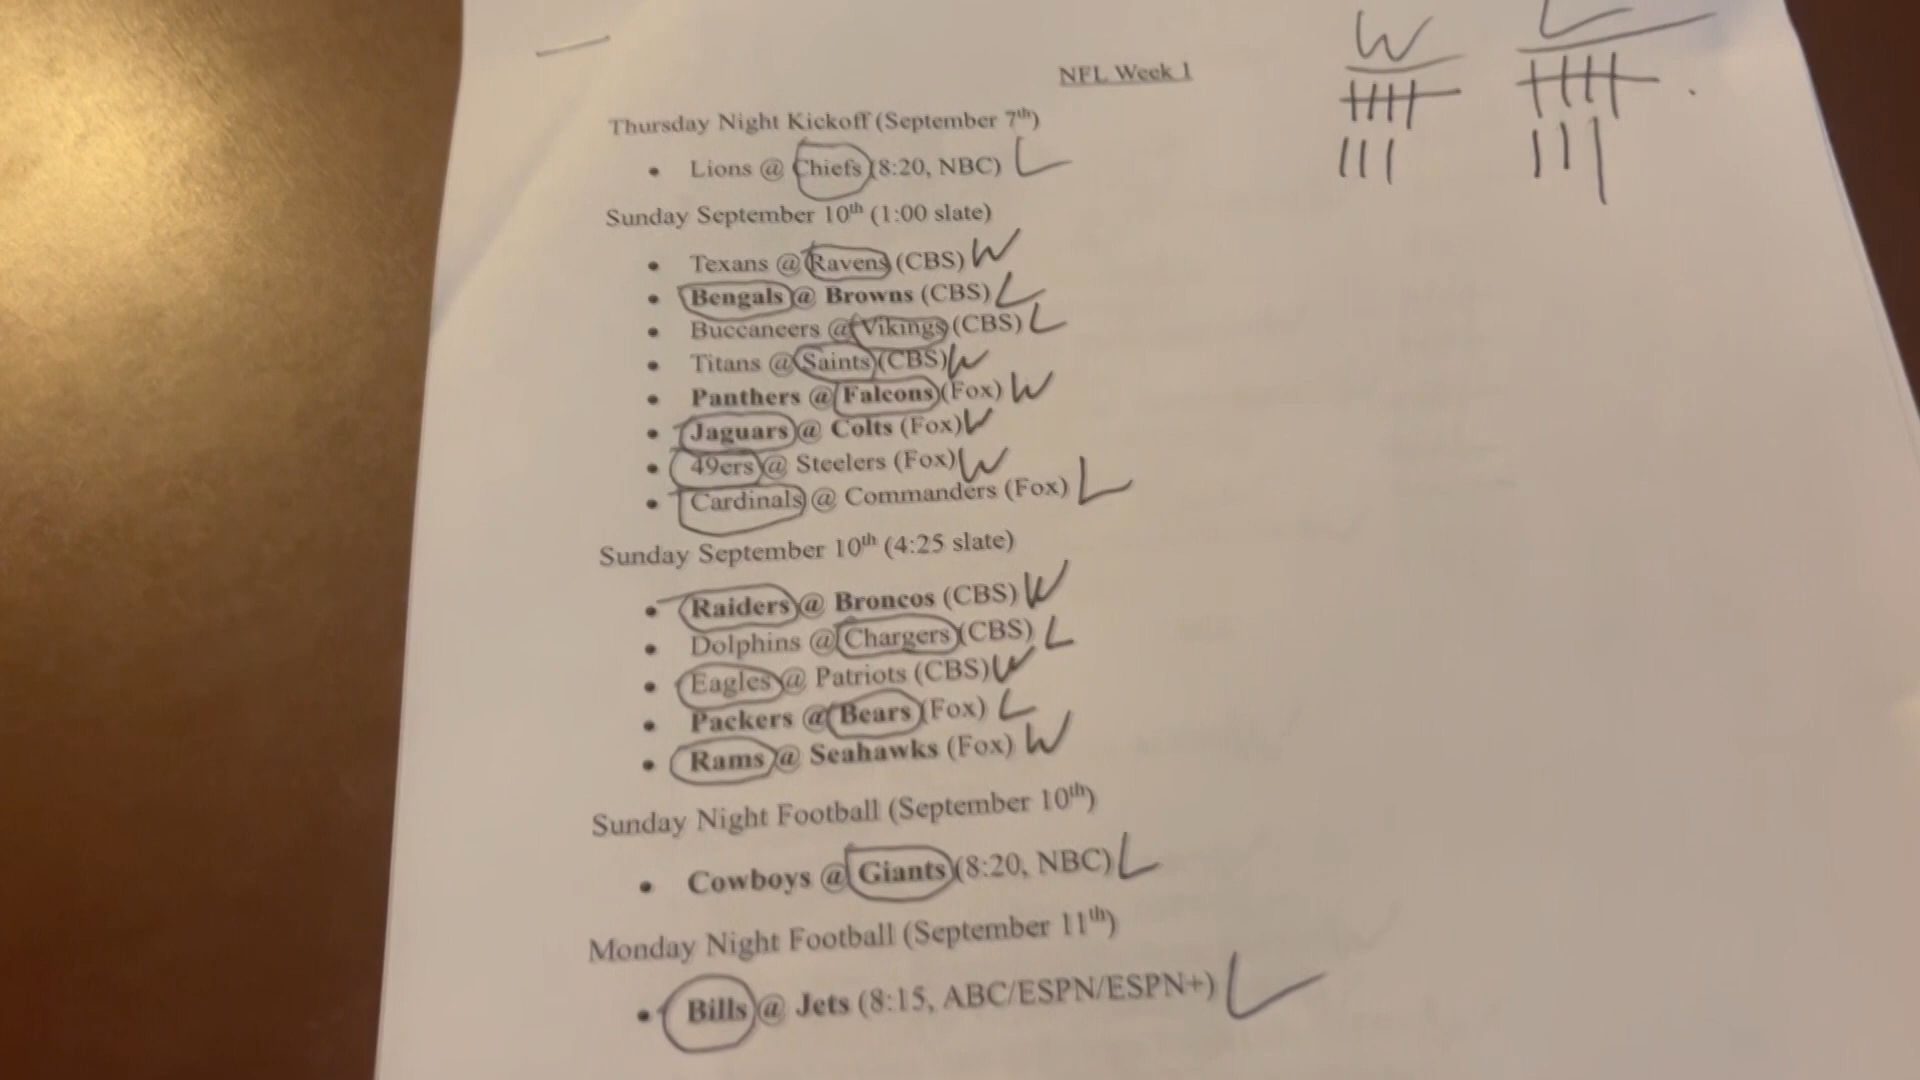 W L
NFL Week 1
Thursday Night Kickoff (September 7th)
• Lions @ Chiefs (8:20, NBC) L
Sunday September 10th (1:00 slate)
• Texans @ Ravens (CBS) W
• Bengals @ Browns (CBS) L
• Buccaneers @ Vikings (CBS) L
• Titans @ Saints (CBS) W
• Panthers @ Falcons (Fox) W
• Jaguars @ Colts (Fox) W
• 49ers @ Steelers (Fox) W
• Cardinals @ Commanders (Fox) L
Sunday September 10th (4:25 slate)
• Raiders @ Broncos (CBS) W
• Dolphins @ Chargers (CBS) L
• Eagles @ Patriots (CBS) W
• Packers @ Bears (Fox) L
• Rams @ Seahawks (Fox) W
Sunday Night Football (September 10th)
• Cowboys @ Giants (8:20, NBC) L
Monday Night Football (September 11th)
• Bills @ Jets (8:15, ABC/ESPN/ESPN+) L